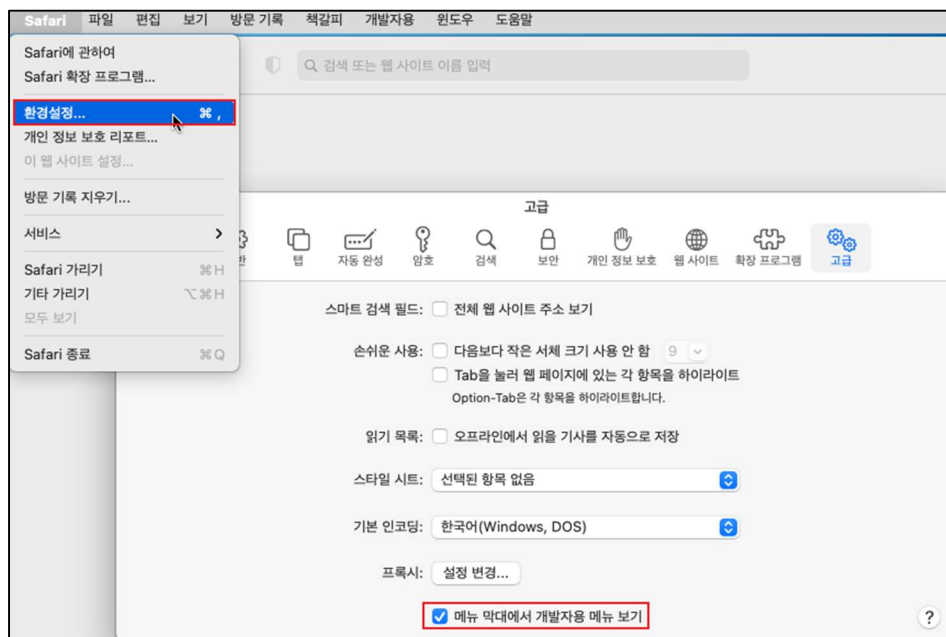 Safari 파일 편집 보기 방문 기록 책갈피 개발자용 윈도우 도움말
Safari에 관하여
Safari 확장 프로그램...
환경설정... ⌘ ,
개인 정보 보호 리포트...
이 웹 사이트 설정...
방문 기록 지우기...
서비스
Safari 가리기 ⌘H
기타 가리기 ⌥⌘H
모두 보기
Safari 종료 ⌘Q
검색 또는 웹 사이트 이름 입력
고급
탭 자동 완성 암호 검색 보안 개인 정보 보호 웹 사이트 확장 프로그램 고급
스마트 검색 필드: 전체 웹 사이트 주소 보기
손쉬운 사용: 다음보다 작은 서체 크기 사용 안 함 9
Tab을 눌러 웹 페이지에 있는 각 항목을 하이라이트
Option-Tab은 각 항목을 하이라이트합니다.
읽기 목록: 오프라인에서 읽을 기사를 자동으로 저장
스타일 시트: 선택된 항목 없음
기본 인코딩: 한국어(Windows, DOS)
프록시: 설정 변경...
메뉴 막대에서 개발자용 메뉴 보기 ?